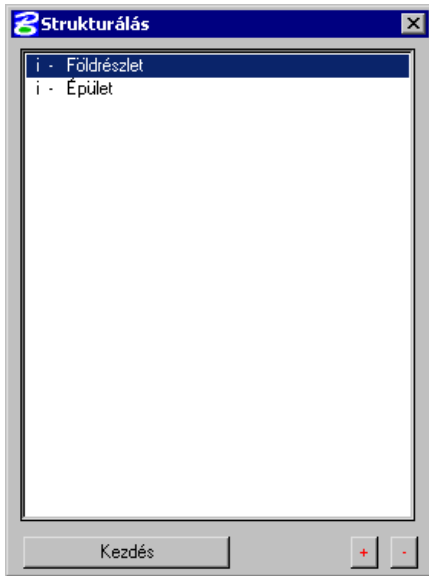 Strukturálás
i - Földrészlet
i - Épület
Kezdés
+ -